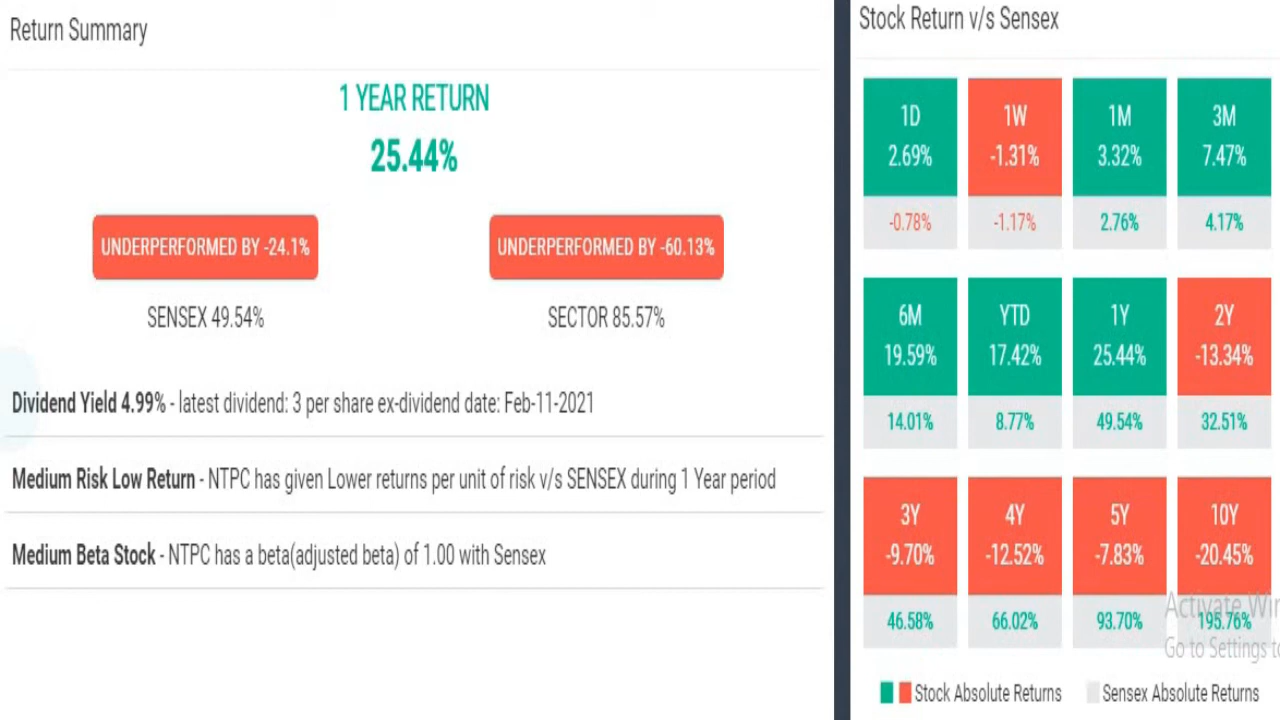 Return Summary
1 YEAR RETURN
25.44%
UNDERPERFORMED BY -24.1%
UNDERPERFORMED BY -60.13%
SENSEX 49.54%
SECTOR 85.57%
Dividend Yield 4.99% - latest dividend: 3 per share ex-dividend date: Feb-11-2021
Medium Risk Low Return - NTPC has given Lower returns per unit of risk v/s SENSEX during 1 Year period
Medium Beta Stock - NTPC has a beta(adjusted beta) of 1.00 with Sensex
Stock Return v/s Sensex
1D 1W 1M 3M
2.69% -1.31% 3.32% 7.47%
-0.78% -1.17% 2.76% 4.17%
6M YTD 1Y 2Y
19.59% 17.42% 25.44% -13.34%
14.01% 8.77% 49.54% 32.51%
3Y 4Y 5Y 10Y
-9.70% -12.52% -7.83% -20.45%
46.58% 66.02% 93.70% 195.76%
Activate Win
Go to Settings to
Stock Absolute Returns Sensex Absolute Returns